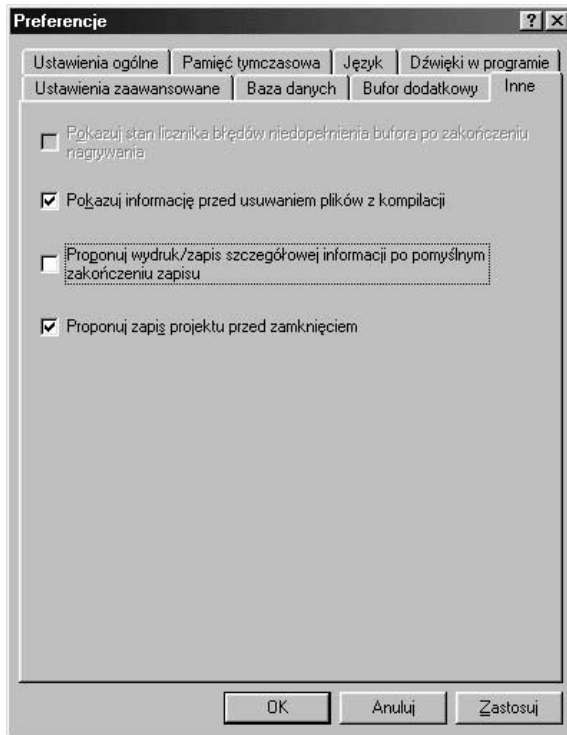 Preferencje
Ustawienia ogólne Pamięć tymczasowa Język Dźwięki w programie
Ustawienia zaawansowane Baza danych Bufor dodatkowy Inne
Pokazuj stan licznika błędów niedopełnienia bufora po zakończeniu
nagrywania
Pokazuj informację przed usuwaniem plików z kompilacji
Proponuj wydruk/zapis szczegółowej informacji po pomyślnym
zakończeniu zapisu
Proponuj zapis projektu przed zamknięciem
OK Anuluj Zastosuj